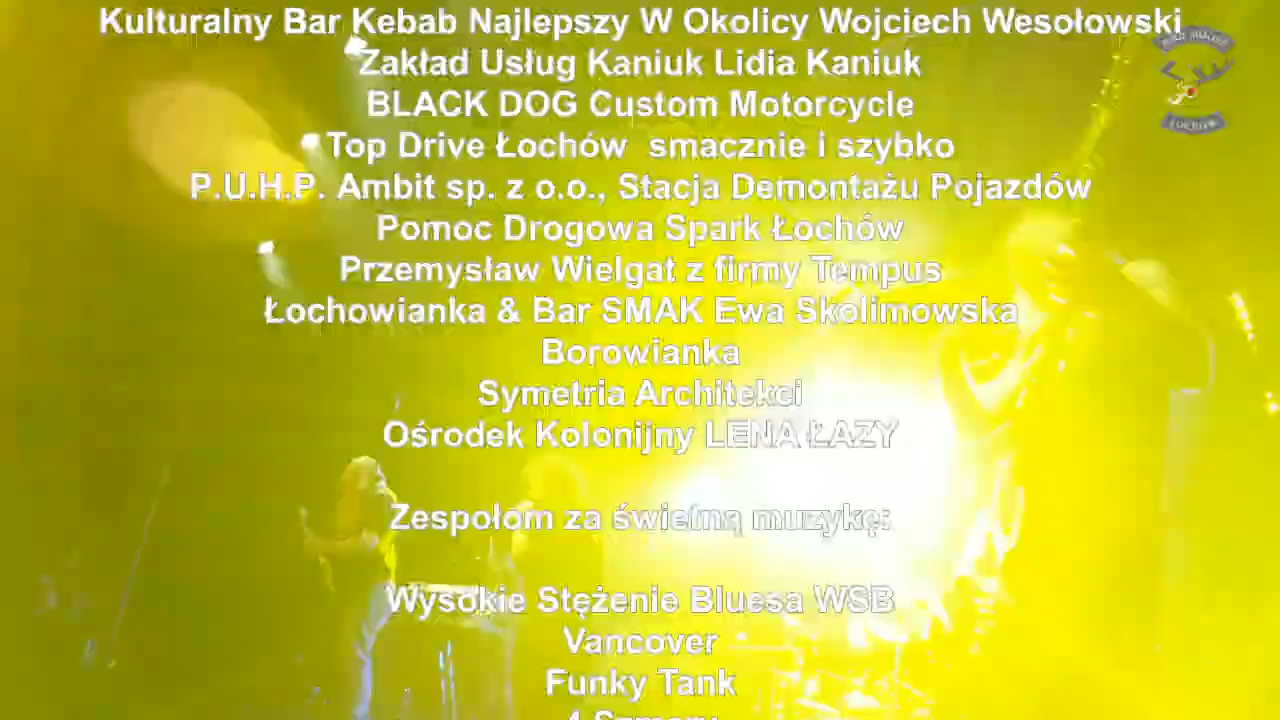 Kulturalny Bar Kebab Najlepszy W Okolicy Wojciech Wesołowski
Zakład Usług Kaniuk Lidia Kaniuk
BLACK DOG Custom Motorcycle
Top Drive Łochów smacznie i szybko
P.U.H.P. Ambit sp. z o.o., Stacja Demontażu Pojazdów
Pomoc Drogowa Spark Łochów
Przemysław Wielgat z firmy Tempus
Łochowianka & Bar SMAK Ewa Skolimowska
Borowianka
Symetria Architekci
Ośrodek Kolonijny LENA ŁAZY
Zespołom za świetną muzykę:
Wysokie Stężenie Bluesa WSB
Vancover
Funky Tank